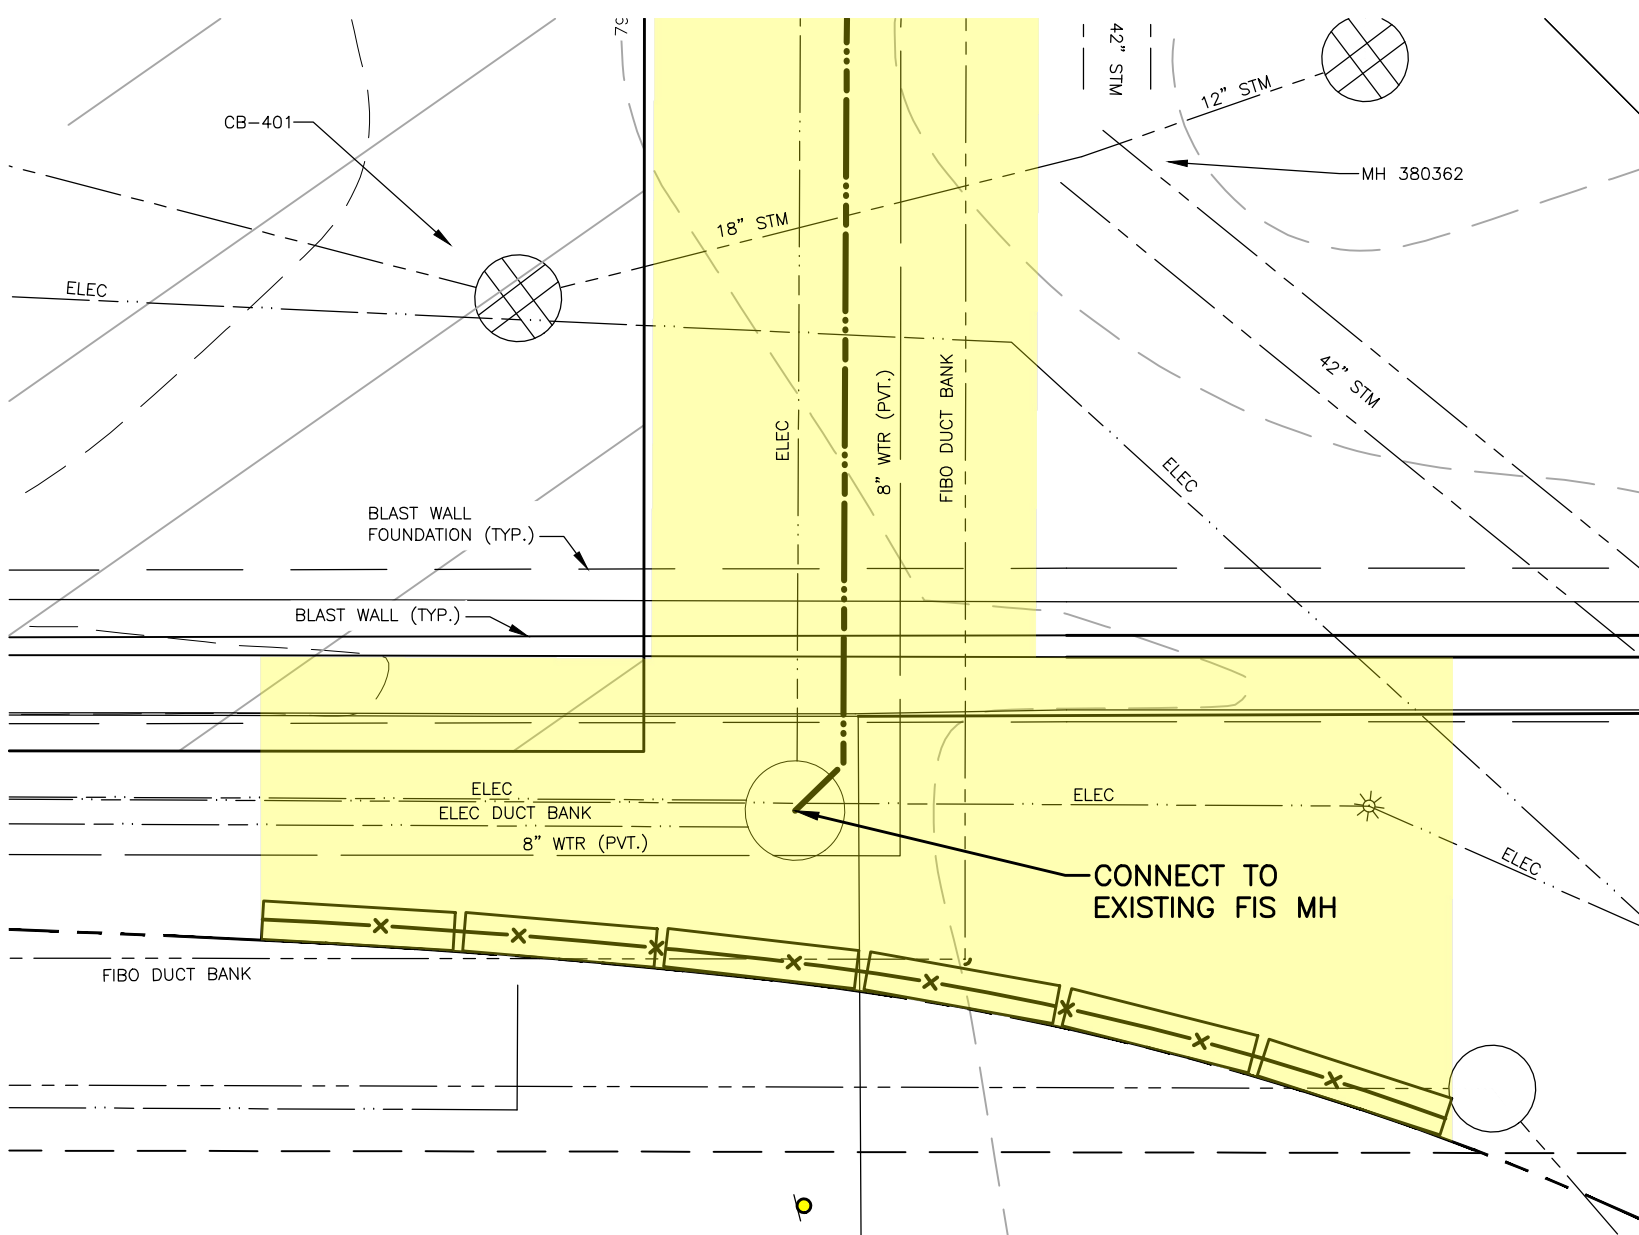 79
42” STM
12” STM
CB-401
MH 380362
18” STM
ELEC
42” STM
ELEC
8” WTR (PVT.)
FIBO DUCT BANK
ELEC
BLAST WALL
FOUNDATION (TYP.)
BLAST WALL (TYP.)
ELEC
ELEC
ELEC DUCT BANK
8” WTR (PVT.)
ELEC
CONNECT TO
EXISTING FIS MH
FIBO DUCT BANK